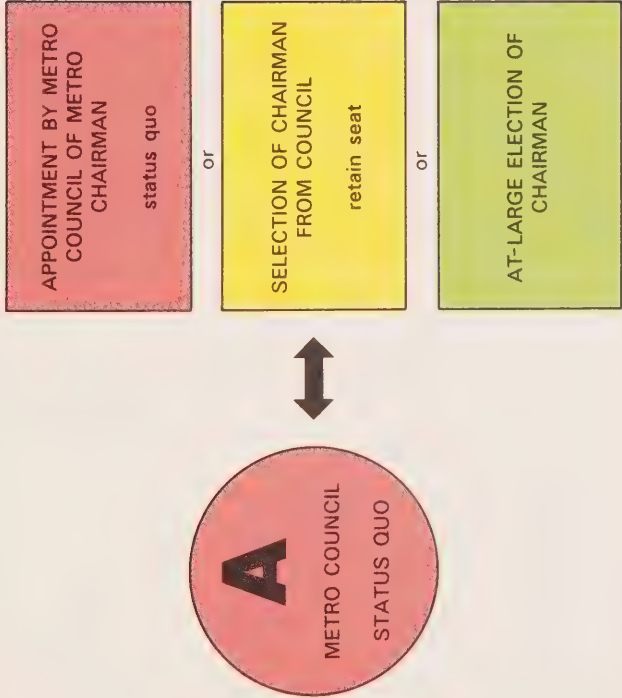 A
METRO COUNCIL
STATUS QUO
APPOINTMENT BY METRO
COUNCIL OF METRO
CHAIRMAN
status quo
or
SELECTION OF CHAIRMAN
FROM COUNCIL
retain seat
or
AT-LARGE ELECTION OF
CHAIRMAN